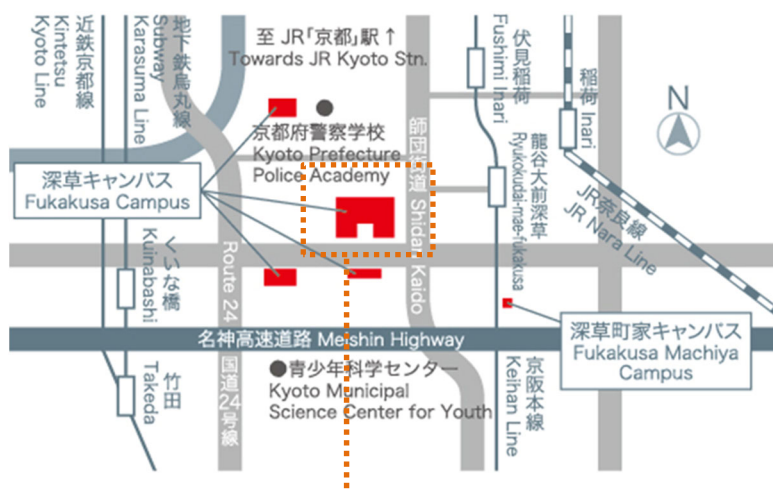 近鉄京都線
Kintetsu
Kyoto Line
地下鉄烏丸線
Subway
Karasuma Line
至 JR「京都」駅↑
Towards JR Kyoto Stn.
伏見稲荷
Fushimi Inari
稲荷 Inari
N
京都府警察学校
Kyoto Prefecture
Police Academy
師団街道 Shidan Kaido
龍谷大前深草
Ryukokudai-mae-fukakusa
JR奈良線
JR Nara Line
深草キャンパス
Fukakusa Campus
くいな橋
Kuinabashi
Route 24
国道24号線
名神高速道路 Meishin Highway
深草町家キャンパス
Fukakusa Machiya
Campus
竹田
Takeda
青少年科学センター
Kyoto Municipal
Science Center for Youth
京阪本線
Keihan Line